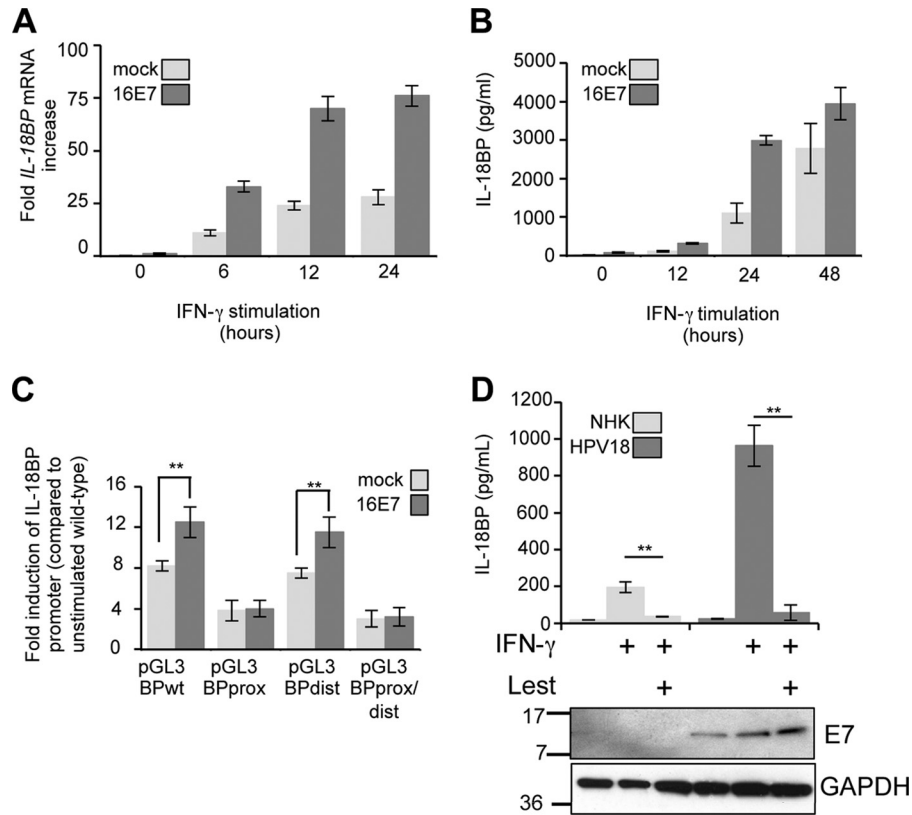 A
Fold IL-18BP mRNA
increase
100
75
50
25
0
mock
16E7
0 6 12 24
IFN-γ stimulation
(hours)
B
IL-18BP (pg/ml)
5000
4000
3000
2000
1000
0
mock
16E7
0 12 24 48
IFN-γ timulation
(hours)
C
Fold induction of IL-18BP
promoter (compared to
unstimulated wild-type)
16
12
8
4
0
** **
mock
16E7
pGL3 pGL3 pGL3 pGL3
BPwt BPprox BPdist BPprox/
dist
D
IL-18BP (pg/mL)
1200
1000
800
600
400
200
0
NHK
HPV18
** **
IFN-γ + + + +
Lest + +
17
7
E7
36
GAPDH